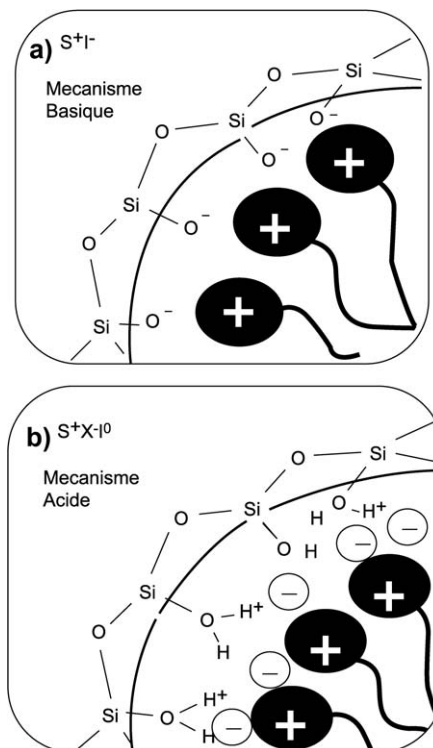 a) S⁺I⁻
Mecanisme
Basique
Si
O
Si
O⁻
O
O⁻
Si
O⁻
O
Si
O⁻
+
+
+
b) S⁺X-I⁰
Mecanisme
Acide
Si
O
Si
O
H
O
H
H⁺
O
Si
O
H⁺
H
O
Si
O
H⁺
H
−
−
−
−
−
+
+
+